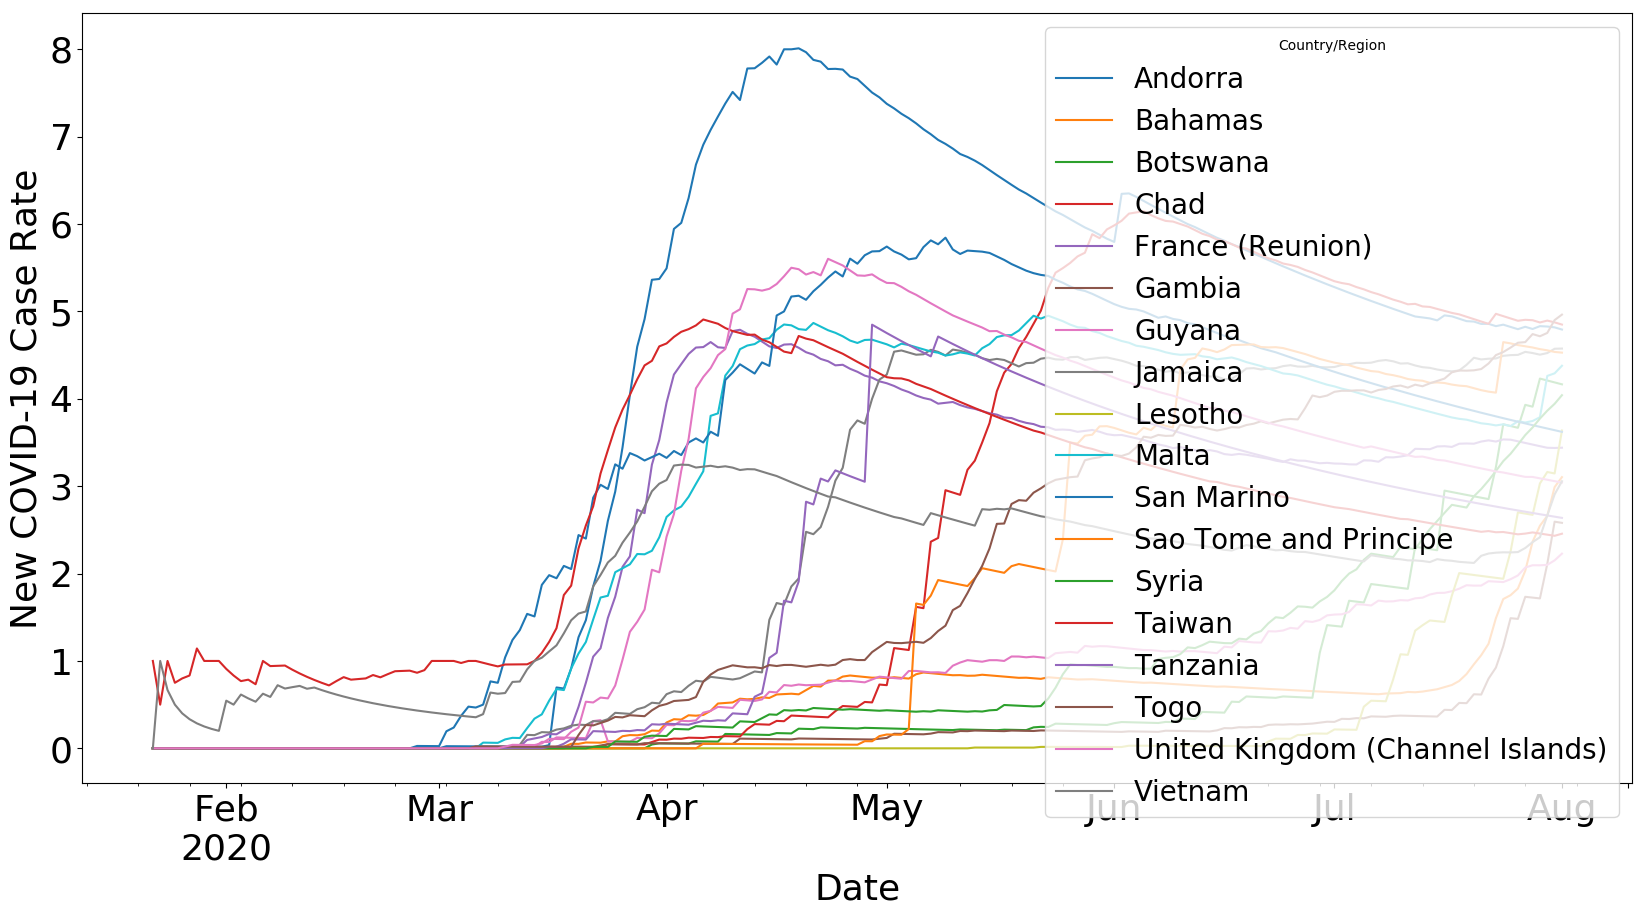 New COVID-19 Case Rate
8
7
6
5
4
3
2
1
0
Country/Region
Andorra
Bahamas
Botswana
Chad
France (Reunion)
Gambia
Guyana
Jamaica
Lesotho
Malta
San Marino
Sao Tome and Principe
Syria
Taiwan
Tanzania
Togo
United Kingdom (Channel Islands)
Vietnam
Feb Mar Apr May Jun Jul Aug
2020
Date